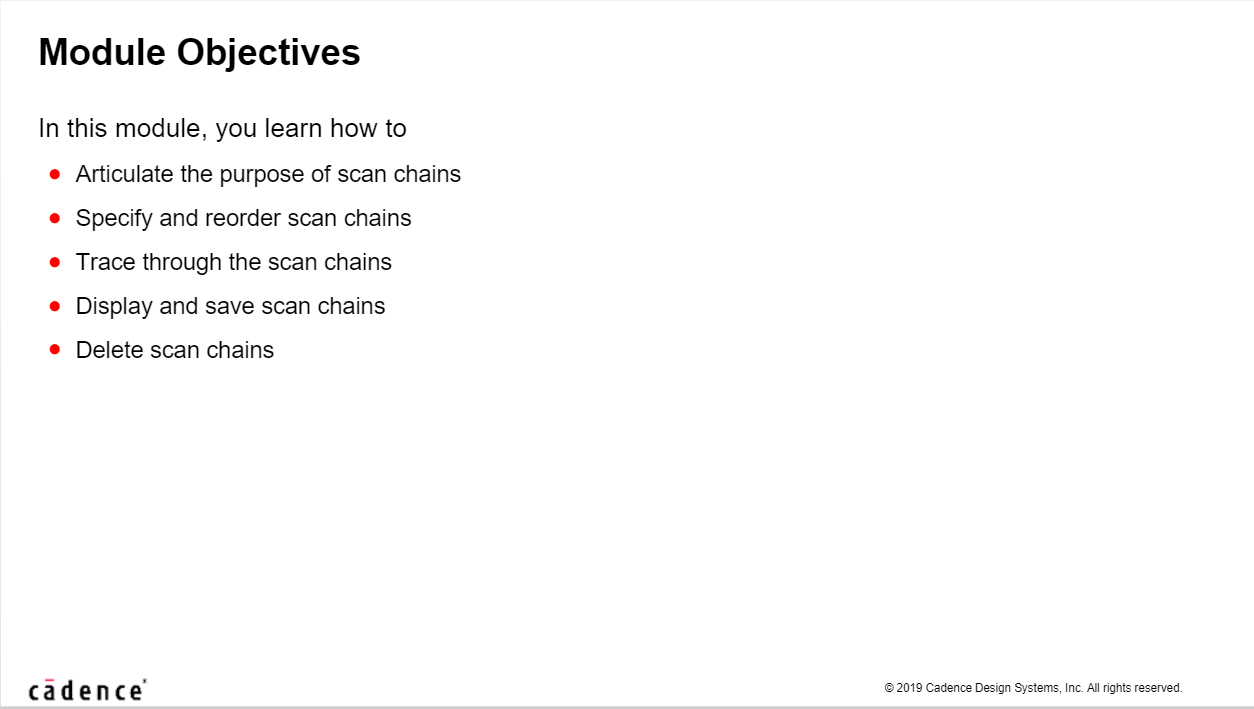 Module Objectives
In this module, you learn how to
Articulate the purpose of scan chains
Specify and reorder scan chains
Trace through the scan chains
Display and save scan chains
Delete scan chains
cādence
© 2019 Cadence Design Systems, Inc. All rights reserved.